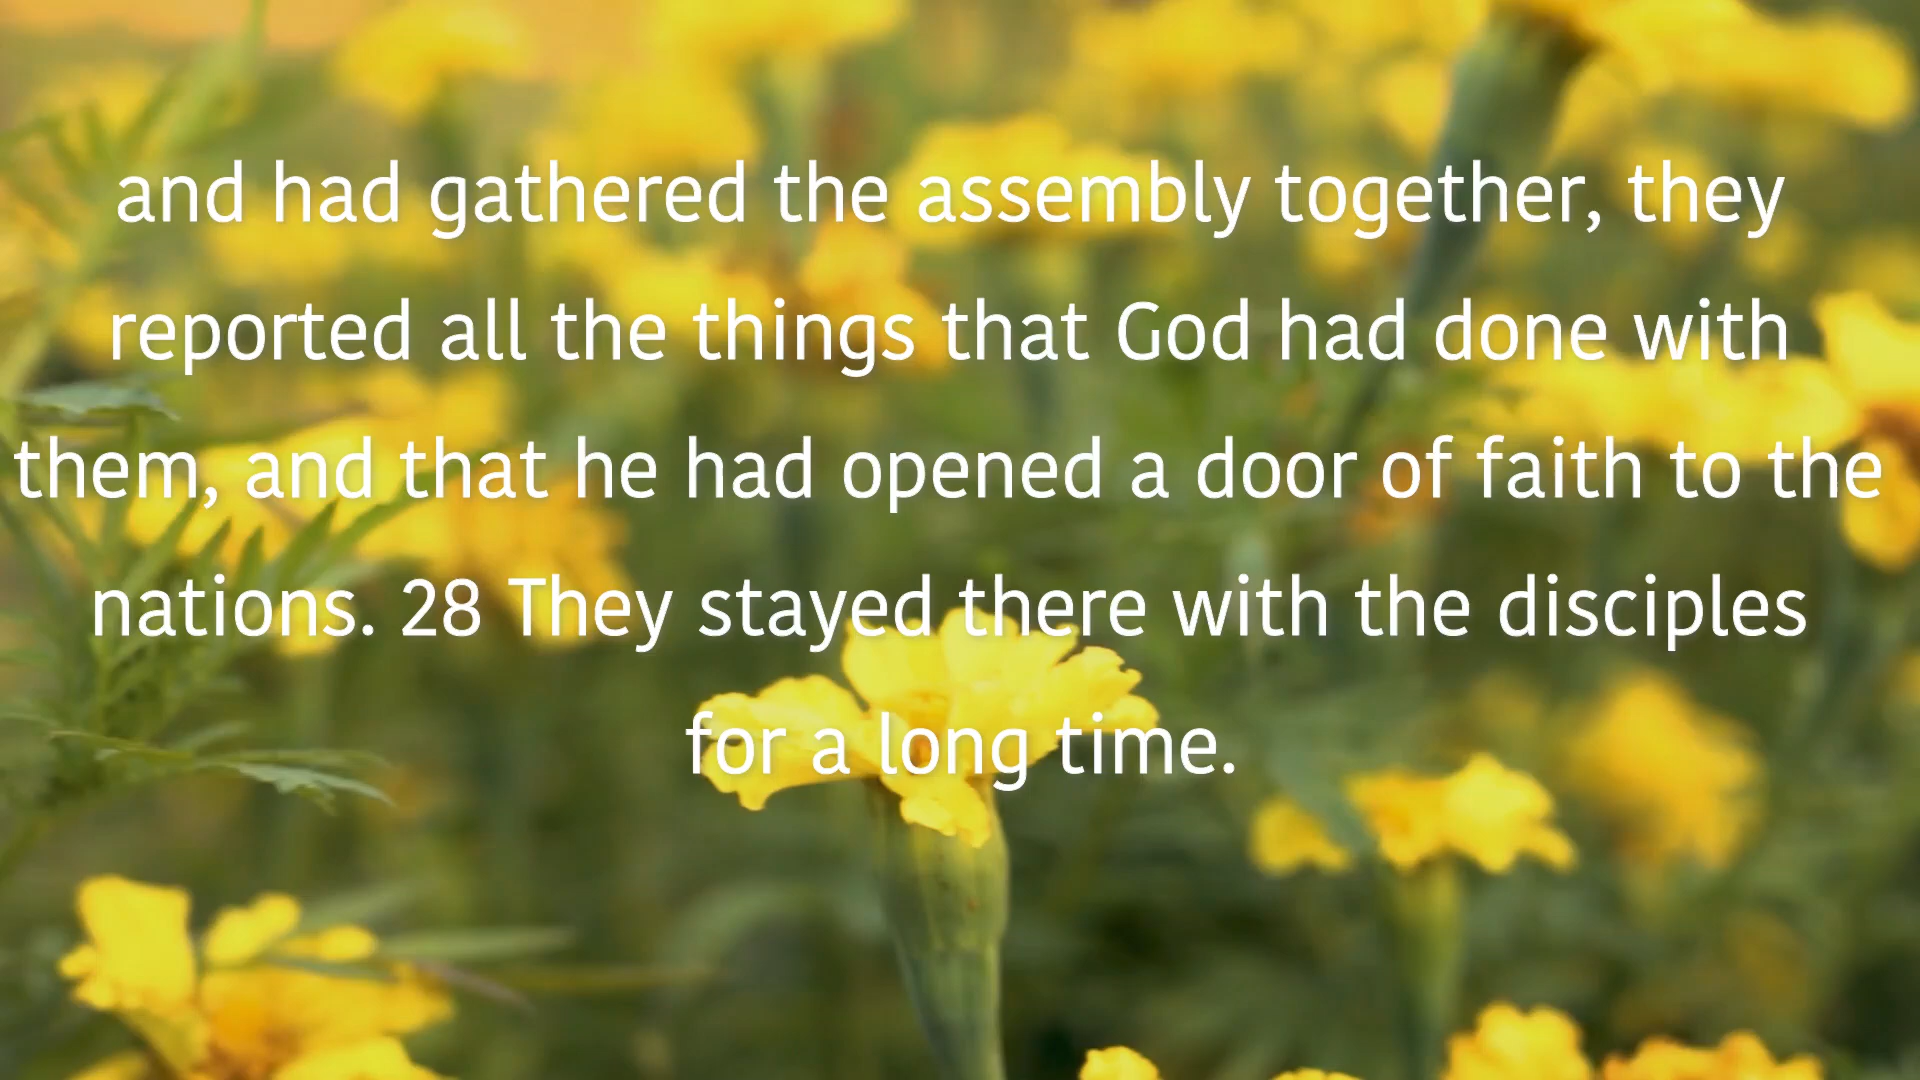 and had gathered the assembly together, they
reported all the things that God had done with
them, and that he had opened a door of faith to the
nations. 28 They stayed there with the disciples
for a long time.